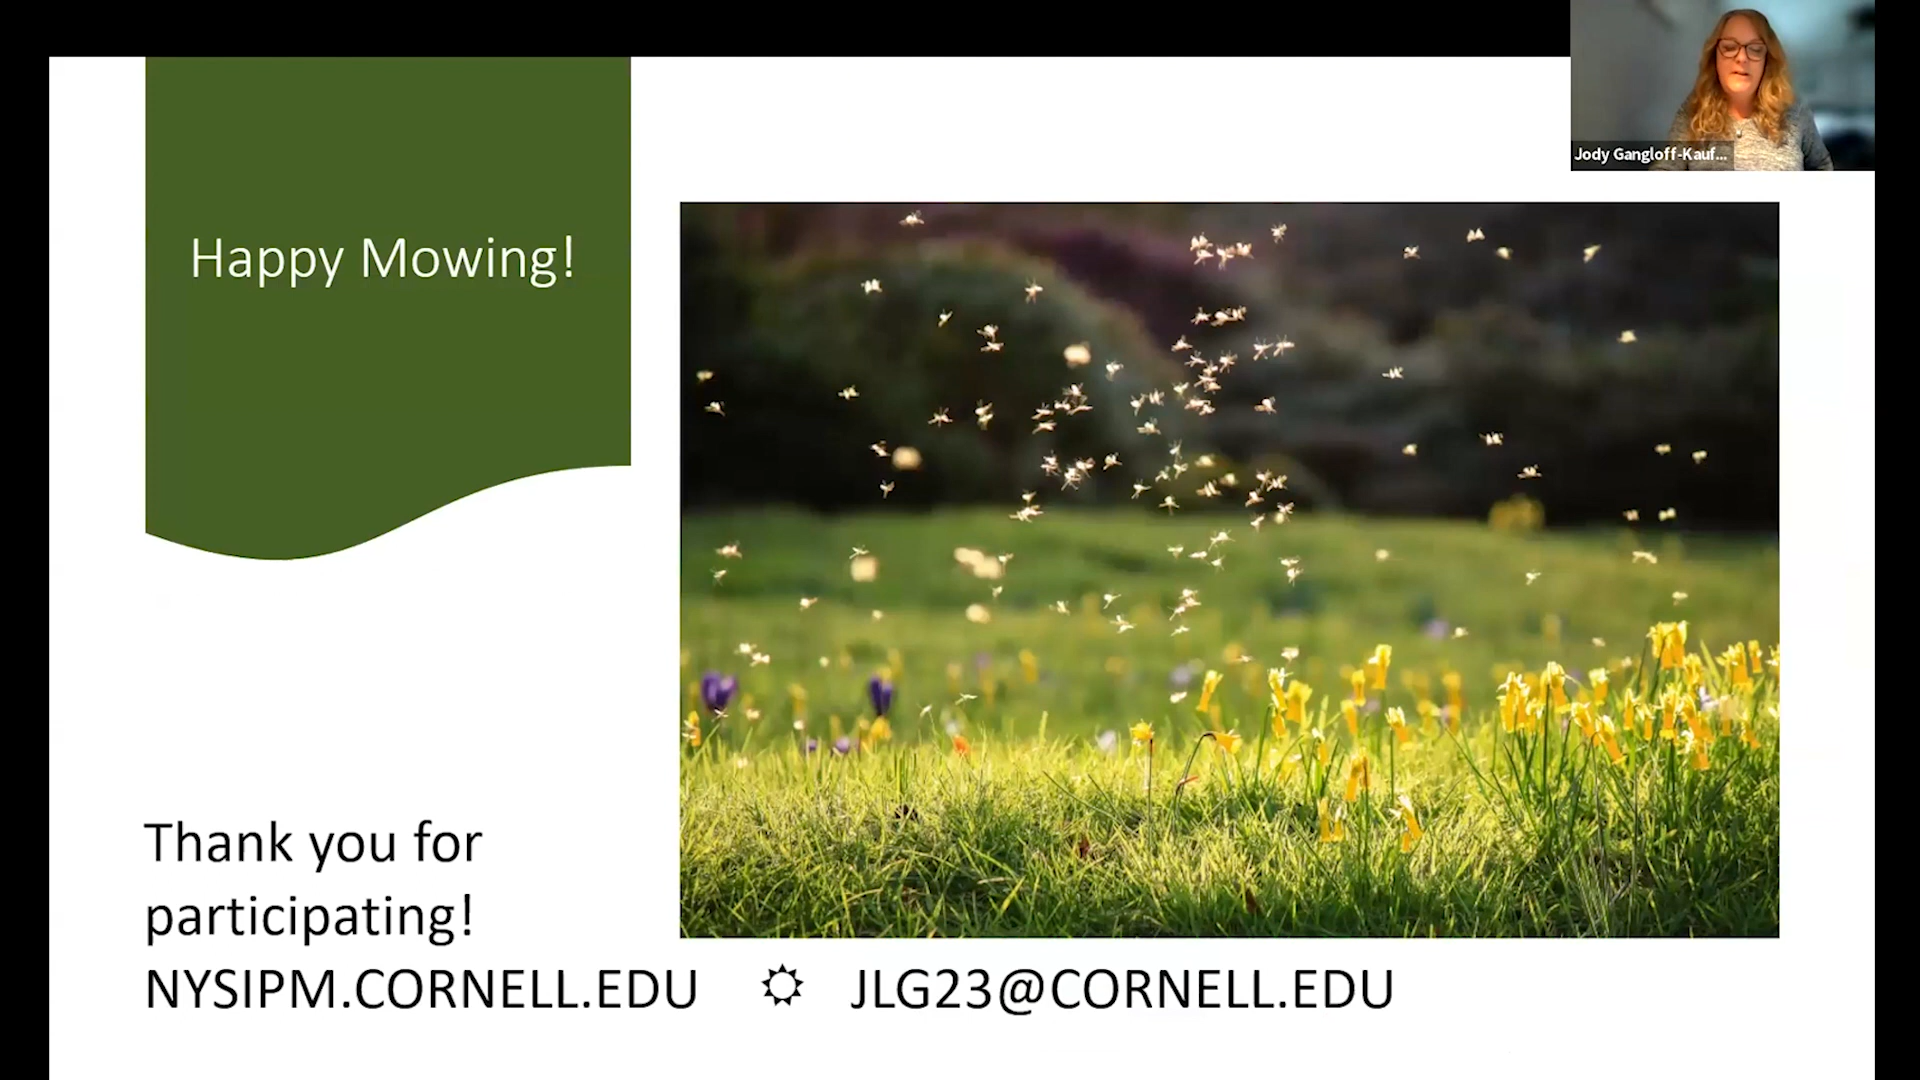 Jody Gangloff-Kauf...
Happy Mowing!
Thank you for
participating!
NYSIPM.CORNELL.EDU JLG23@CORNELL.EDU